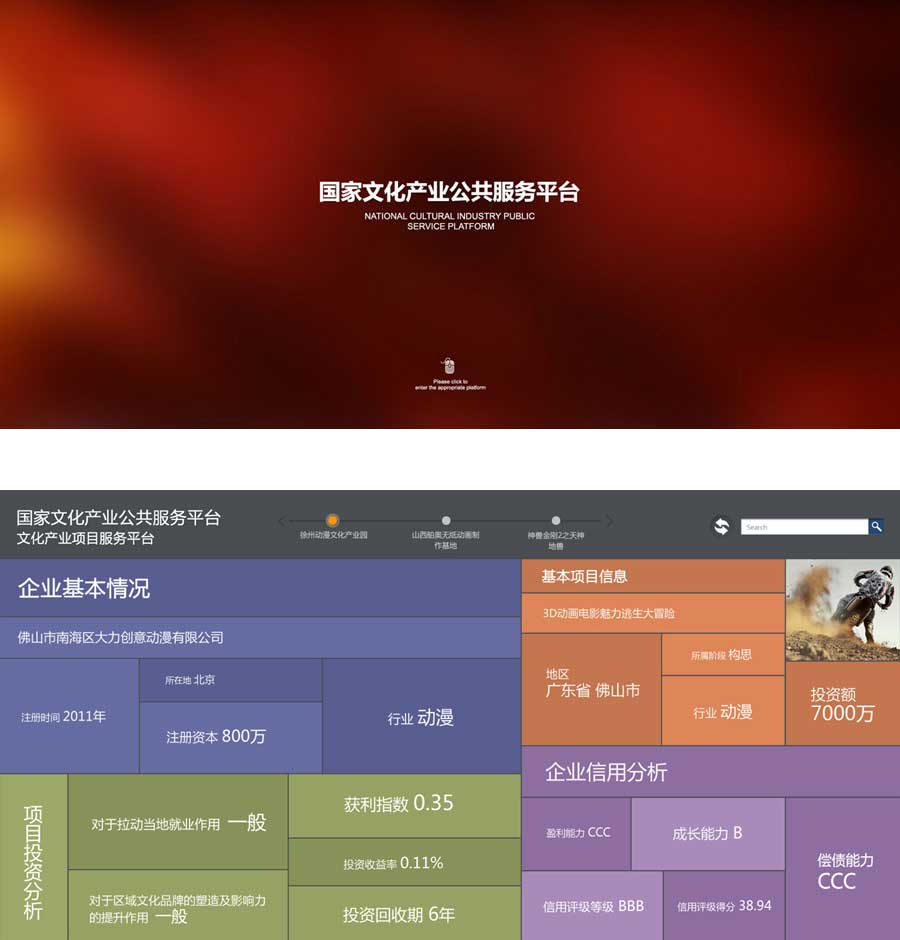 国家文化产业公共服务平台
NATIONAL CULTURAL INDUSTRY PUBLIC
SERVICE PLATFORM
Please click to
enter the appropriate platform
国家文化产业公共服务平台
文化产业项目服务平台
徐州动漫文化产业园
山西舶奥无纸动画制
作基地
神兽金刚2之天神
地兽
Search
企业基本情况
佛山市南海区大力创意动漫有限公司
注册时间 2011年
所在地 北京
注册资本 800万
行业 动漫
基本项目信息
3D动画电影魅力逃生大冒险
地区
广东省 佛山市
所属阶段 构思
行业 动漫
投资额
7000万
项目投资分析
对于拉动当地就业作用 一般
对于区域文化品牌的塑造及影响力
的提升作用 一般
获利指数 0.35
投资收益率 0.11%
投资回收期 6年
企业信用分析
盈利能力 CCC
成长能力 B
偿债能力
CCC
信用评级等级 BBB
信用评级得分 38.94